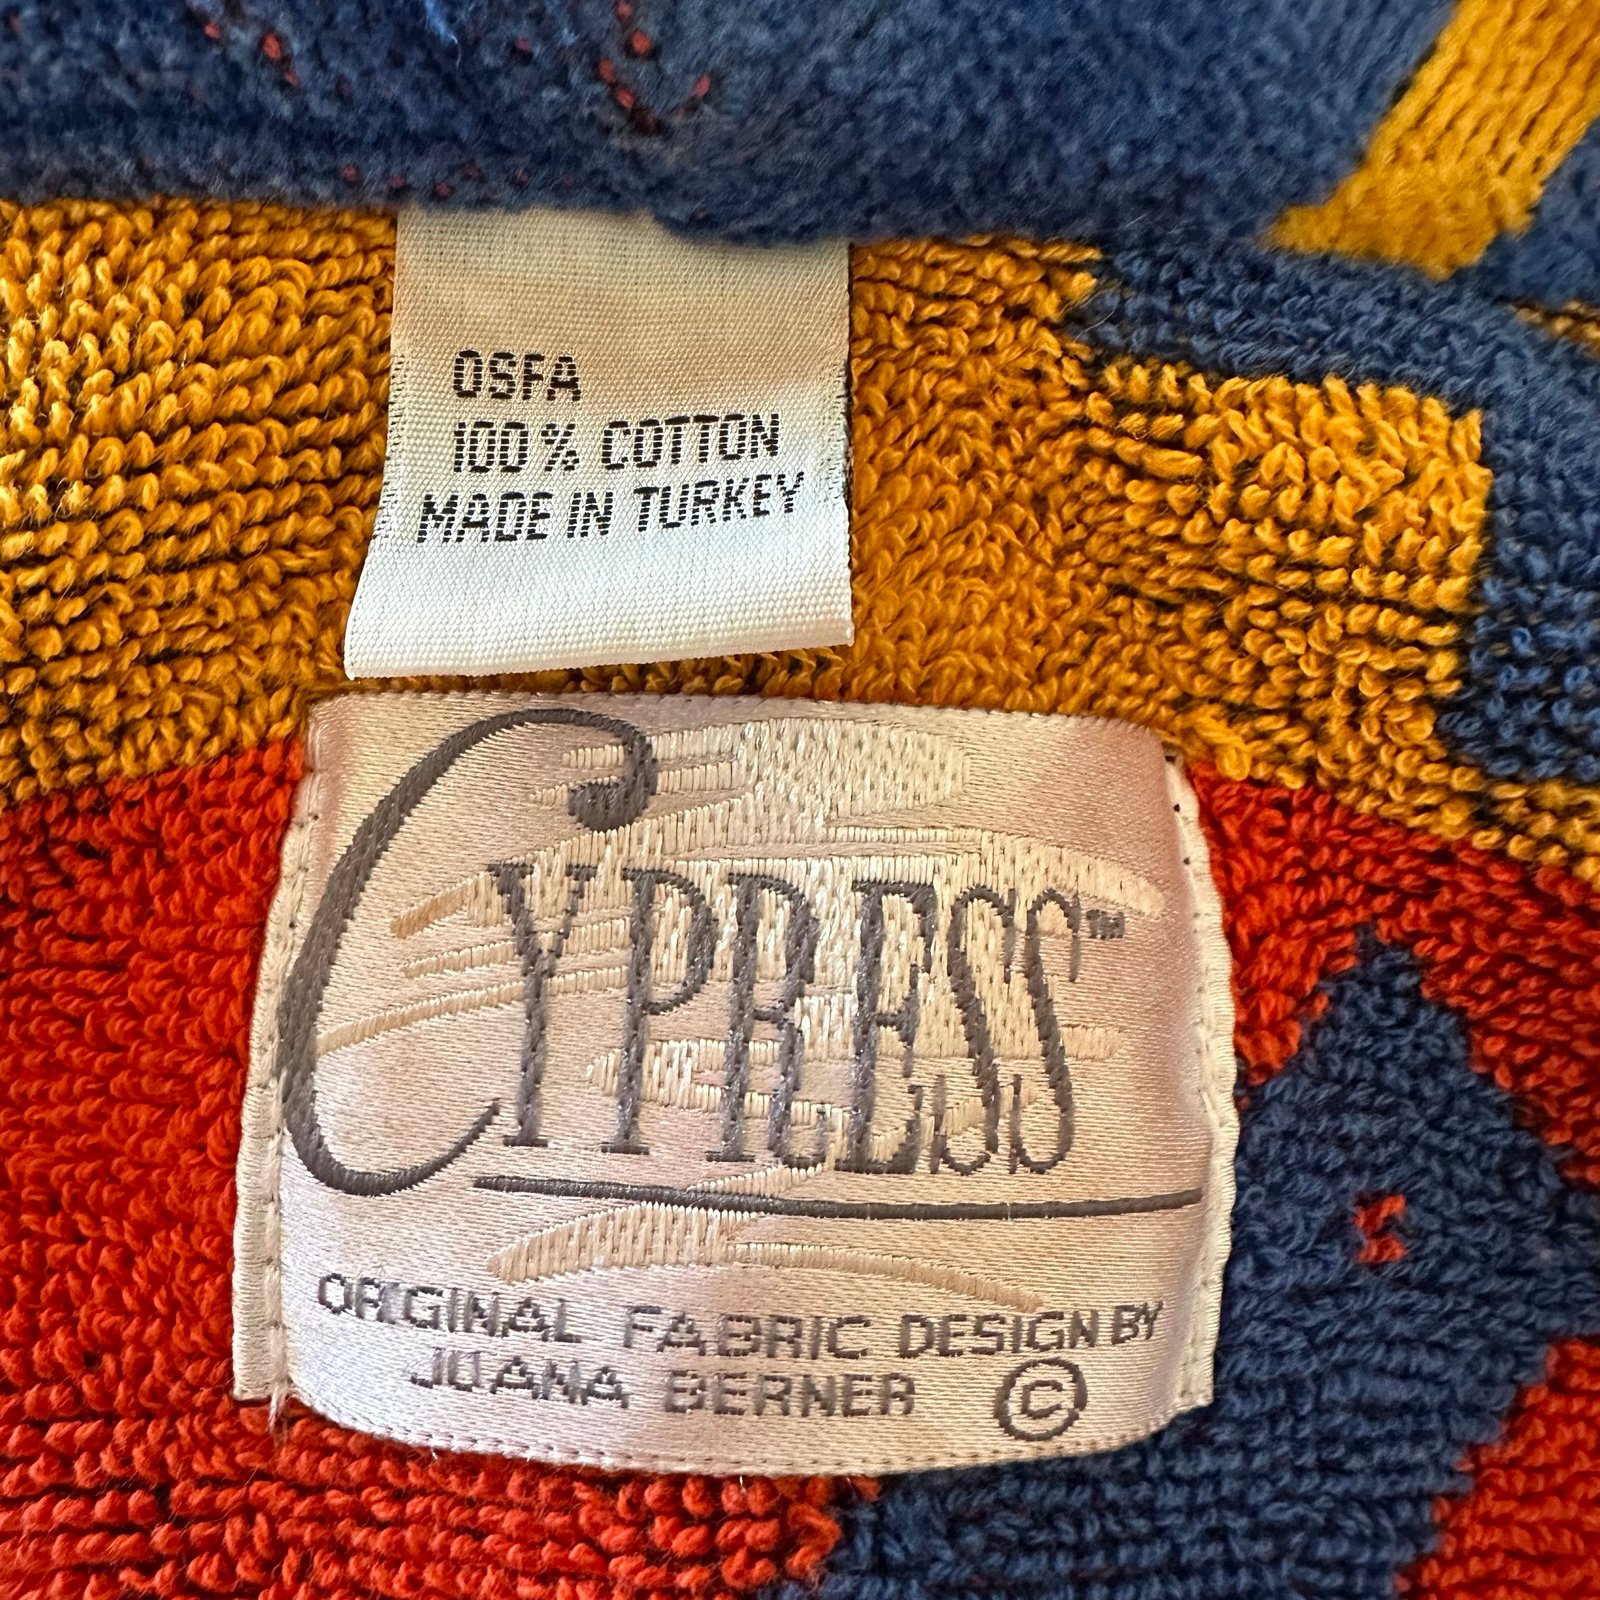 OSFA
100% COTTON
MADE IN TURKEY
CYPRESS™
ORIGINAL FABRIC DESIGN BY
JUANA BERNER ©